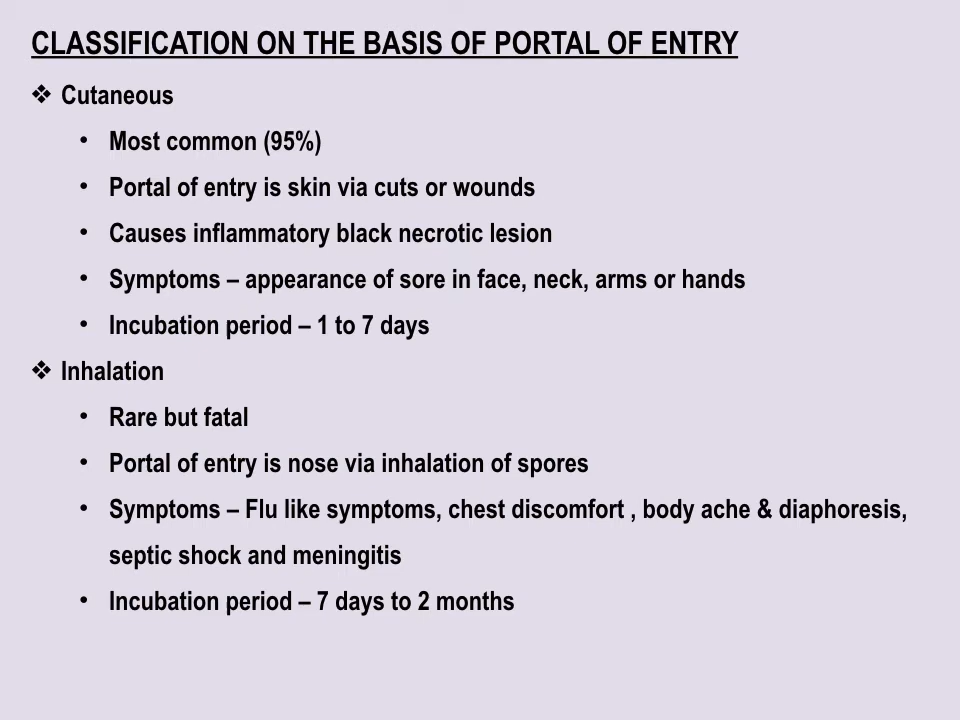 CLASSIFICATION ON THE BASIS OF PORTAL OF ENTRY
❖ Cutaneous
• Most common (95%)
• Portal of entry is skin via cuts or wounds
• Causes inflammatory black necrotic lesion
• Symptoms – appearance of sore in face, neck, arms or hands
• Incubation period – 1 to 7 days
❖ Inhalation
• Rare but fatal
• Portal of entry is nose via inhalation of spores
• Symptoms – Flu like symptoms, chest discomfort , body ache & diaphoresis,
septic shock and meningitis
• Incubation period – 7 days to 2 months